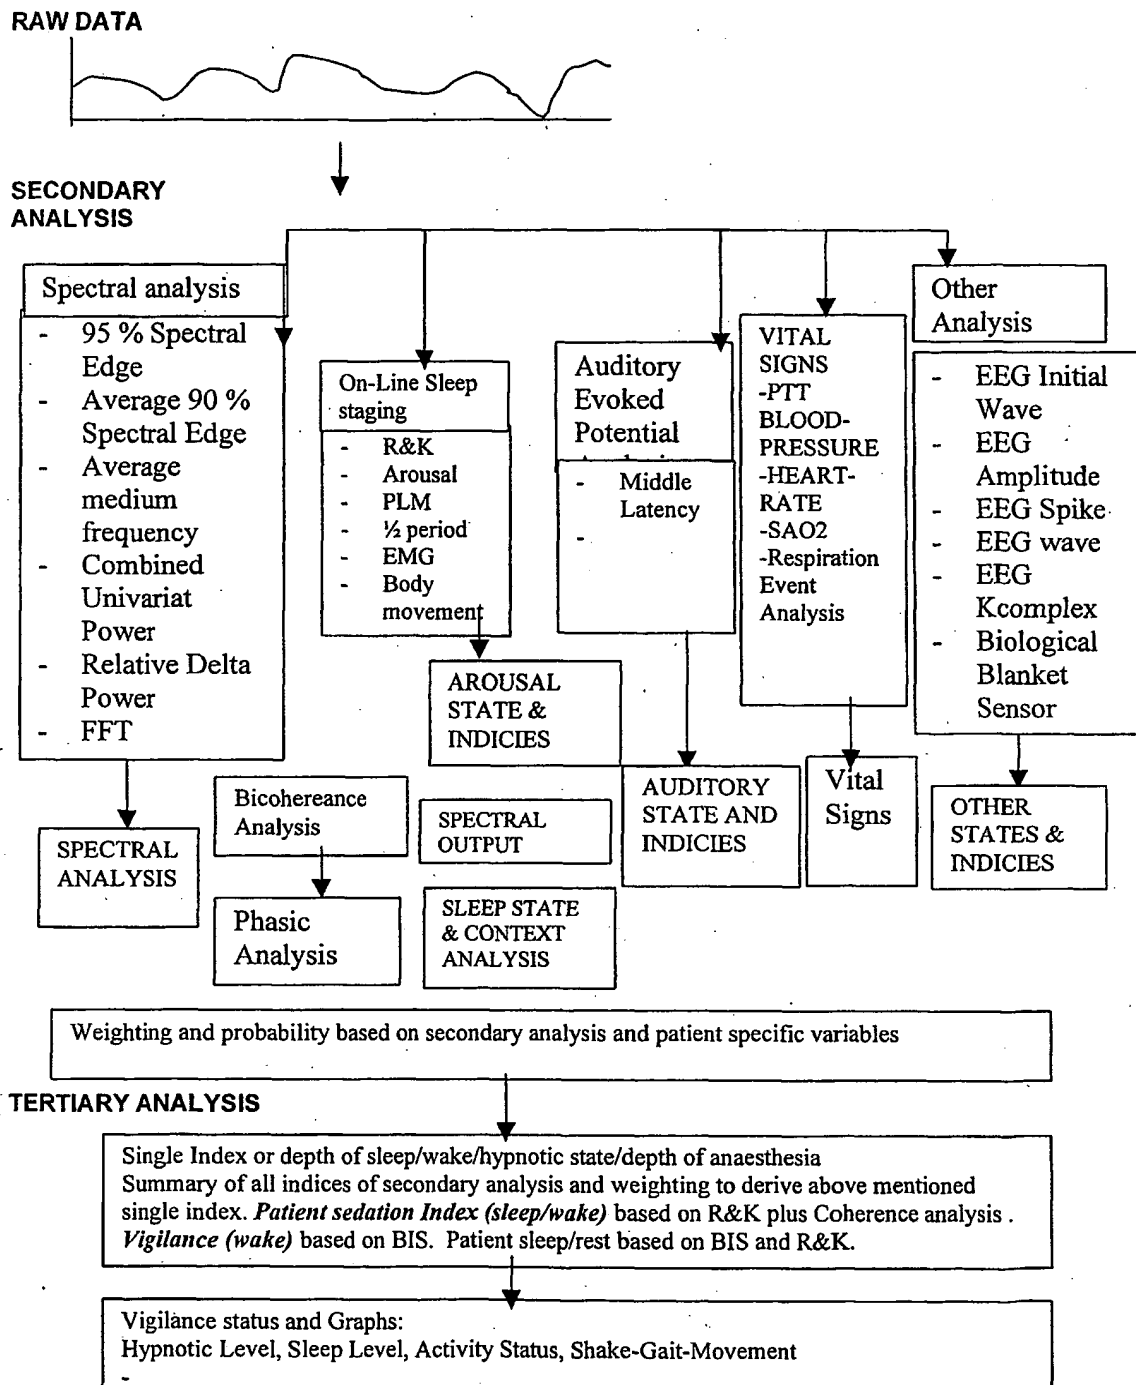 RAW DATA
SECONDARY
ANALYSIS
Spectral analysis
- 95 % Spectral
Edge
- Average 90 %
Spectral Edge
- Average
medium
frequency
- Combined
Univariat
Power
- Relative Delta
Power
- FFT
On-Line Sleep
staging
- R&K
- Arousal
- PLM
- ½ period
- EMG
- Body
movement
Auditory
Evoked
Potential
- Middle
Latency
-
VITAL
SIGNS
-PTT
BLOOD-
PRESSURE
-HEART-
RATE
-SAO2
-Respiration
Event
Analysis
Other
Analysis
- EEG Initial
Wave
- EEG
Amplitude
- EEG Spike
- EEG wave
- EEG
Kcomplex
- Biological
Blanket
Sensor
SPECTRAL
ANALYSIS
Bicohereance
Analysis
Phasic
Analysis
AROUSAL
STATE &
INDICIES
SPECTRAL
OUTPUT
SLEEP STATE
& CONTEXT
ANALYSIS
AUDITORY
STATE AND
INDICIES
Vital
Signs
OTHER
STATES &
INDICIES
Weighting and probability based on secondary analysis and patient specific variables
TERTIARY ANALYSIS
Single Index or depth of sleep/wake/hypnotic state/depth of anaesthesia
Summary of all indices of secondary analysis and weighting to derive above mentioned
single index. Patient sedation Index (sleep/wake) based on R&K plus Coherence analysis .
Vigilance (wake) based on BIS. Patient sleep/rest based on BIS and R&K.
Vigilance status and Graphs:
Hypnotic Level, Sleep Level, Activity Status, Shake-Gait-Movement
-